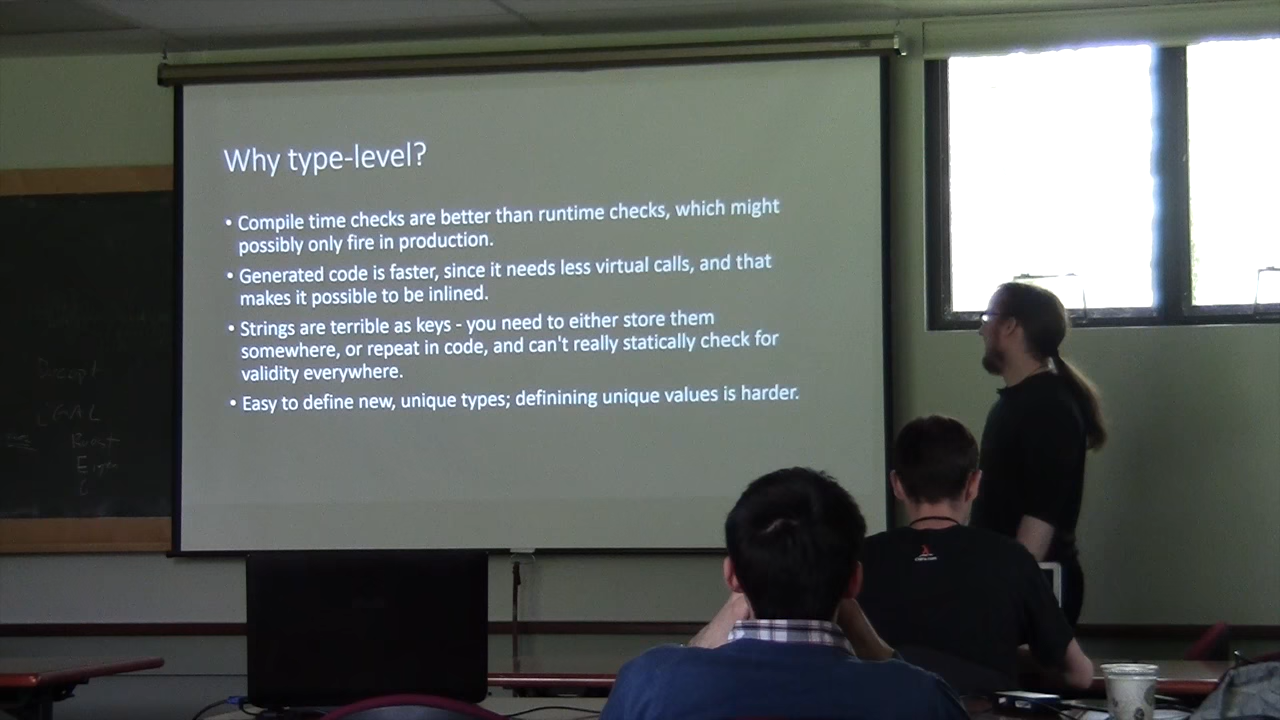 Why type-level?
• Compile time checks are better than runtime checks, which might
possibly only fire in production.
• Generated code is faster, since it needs less virtual calls, and that
makes it possible to be inlined.
• Strings are terrible as keys - you need to either store them
somewhere, or repeat in code, and can't really statically check for
validity everywhere.
• Easy to define new, unique types; definining unique values is harder.